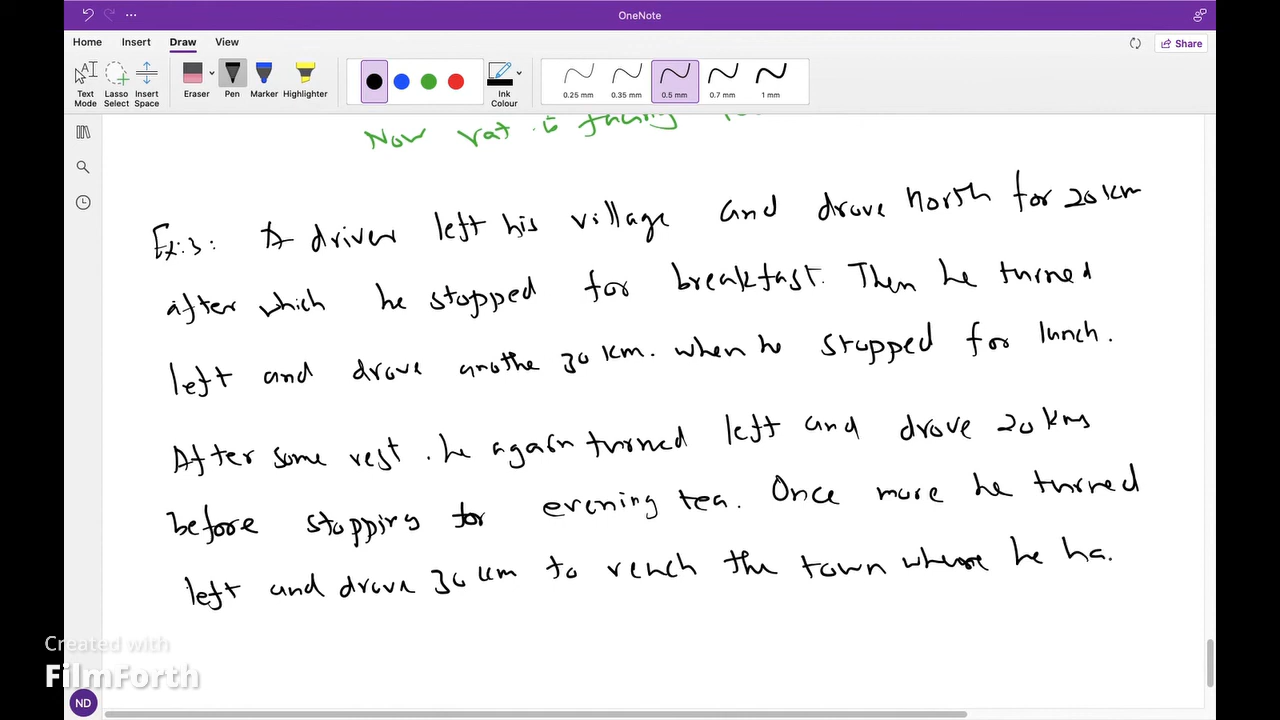 OneNote
Home Insert Draw View
Share
Text Mode
Lasso Select
Insert Space
Eraser
Pen
Marker
Highlighter
Ink Colour
0.25 mm
0.35 mm
0.5 mm
0.7 mm
1 mm
Now rat is facing
Ex:3: A driver left his village and drove north for 20 km
after which he stopped for breakfast. Then he turned
left and drove anothe 30 km. when he stopped for lunch.
After some rest. he again turned left and drove 20 kms
before stopping for evening tea. Once more he turned
left and drove 30 km to reach the town where he ha.
Created with
FilmForth
ND